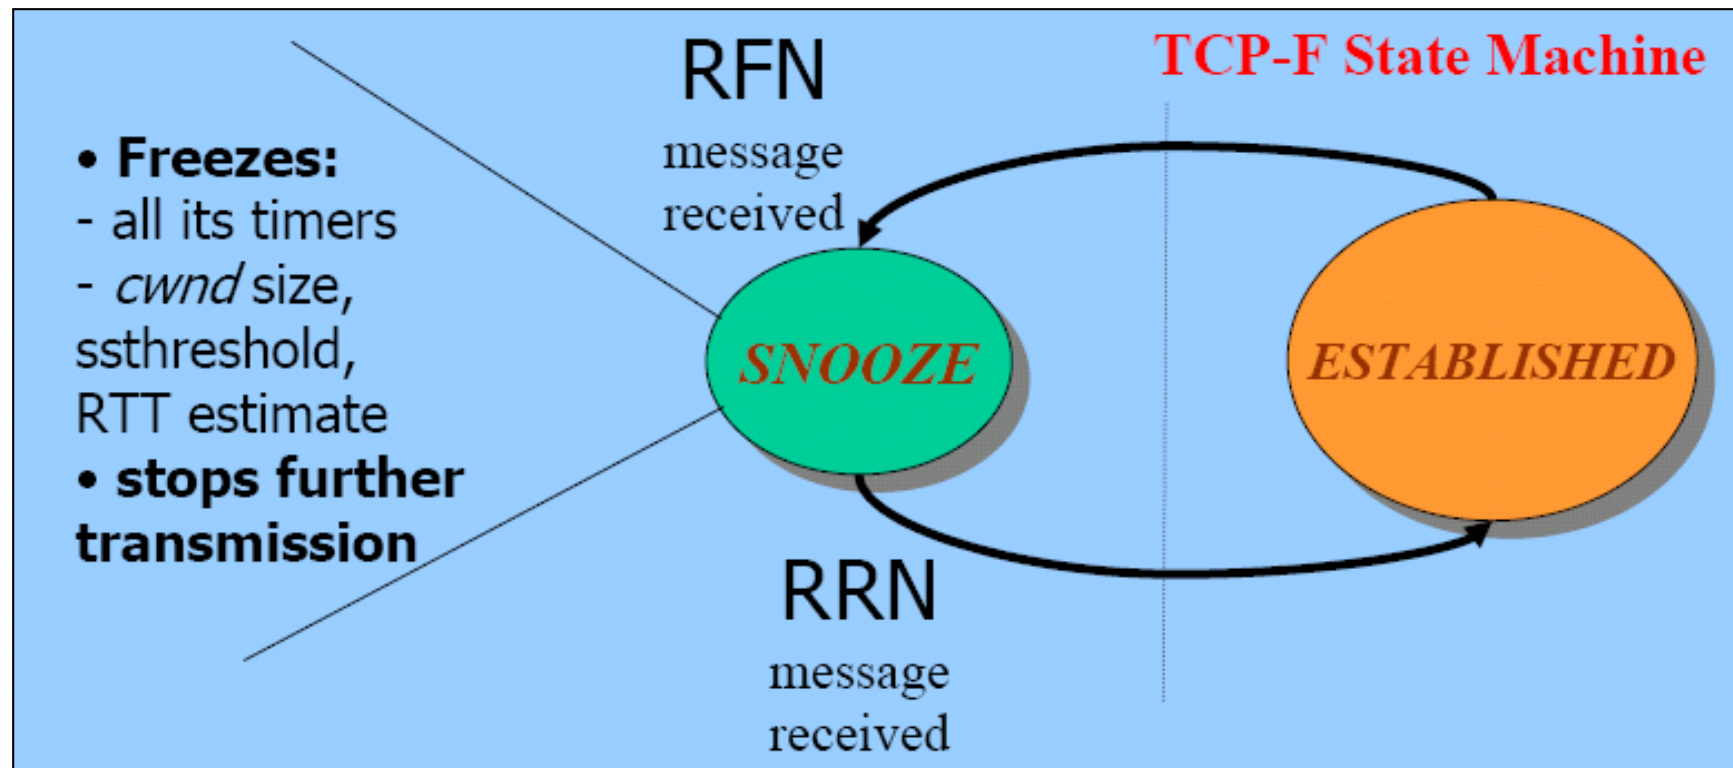 TCP-F State Machine
RFN
message
received
• Freezes:
- all its timers
- cwnd size,
ssthreshold,
RTT estimate
• stops further
transmission
SNOOZE
ESTABLISHED
RRN
message
received